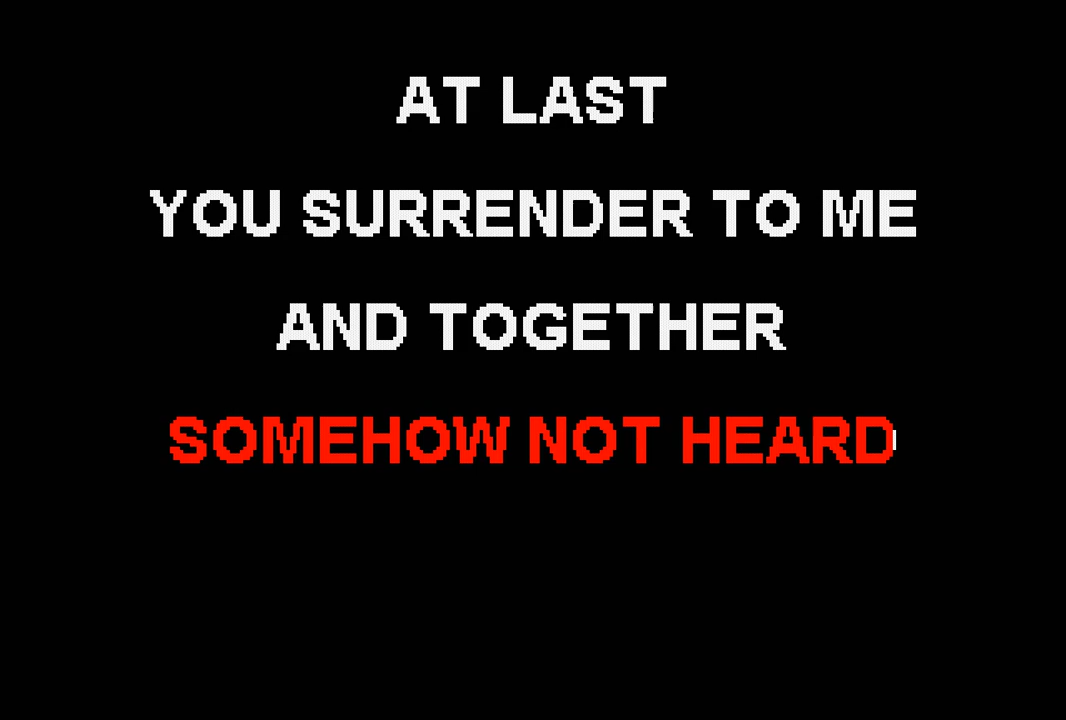 AT LAST
YOU SURRENDER TO ME
AND TOGETHER
SOMEHOW NOT HEARD